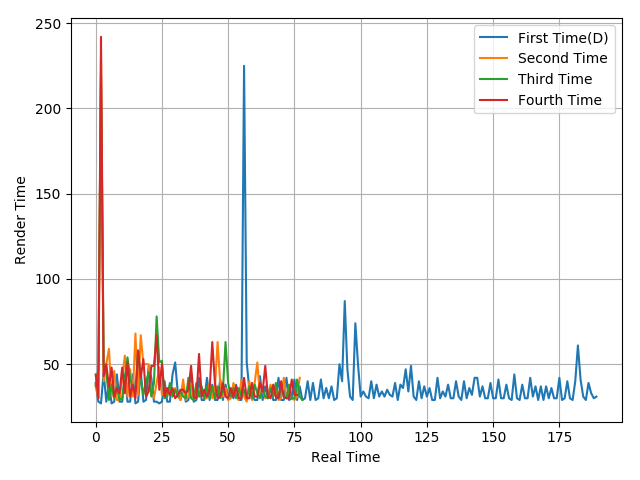 250
200
150
100
50
Render Time
0
25
50
75
100
125
150
175
Real Time
First Time(D)
Second Time
Third Time
Fourth Time